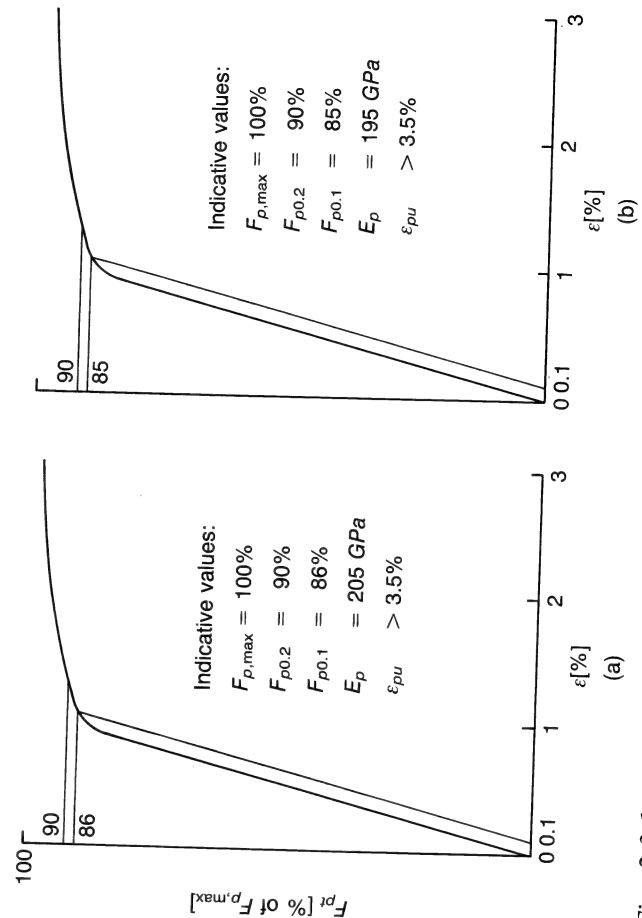 100
90
86
F_pt [% of F_p,max]
Indicative values:
F_p,max = 100%
F_p0.2 = 90%
F_p0.1 = 86%
E_p = 205 GPa
ε_pu > 3.5%
0 0.1 1 2 3
ε[%]
(a)
90
85
Indicative values:
F_p,max = 100%
F_p0.2 = 90%
F_p0.1 = 85%
E_p = 195 GPa
ε_pu > 3.5%
0 0.1 1 2 3
ε[%]
(b)